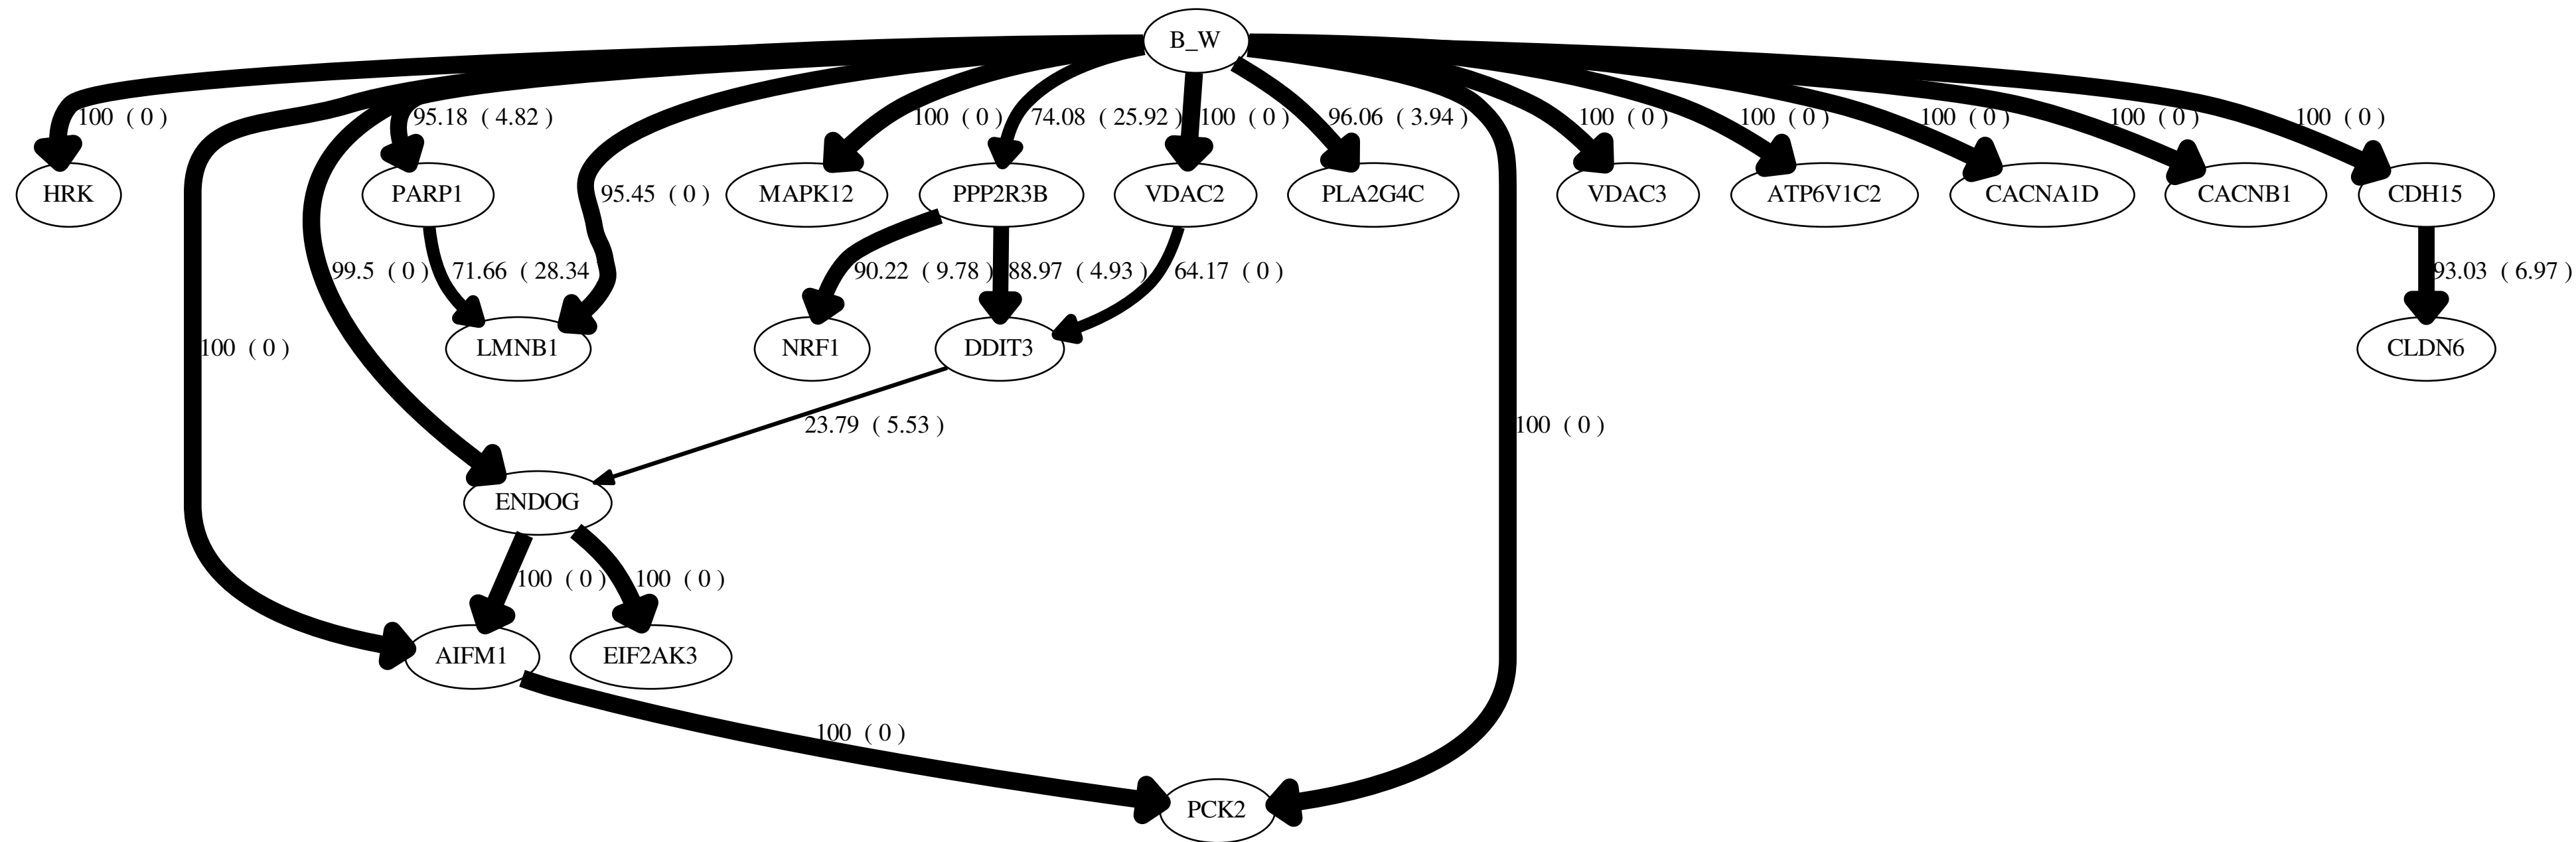 B_W
100 ( 0 ) 95.18 ( 4.82 ) 100 ( 0 ) 74.08 ( 25.92 ) 100 ( 0 ) 96.06 ( 3.94 ) 100 ( 0 ) 100 ( 0 ) 100 ( 0 ) 100 ( 0 ) 100 ( 0 )
HRK PARP1 95.45 ( 0 ) MAPK12 PPP2R3B VDAC2 PLA2G4C VDAC3 ATP6V1C2 CACNA1D CACNB1 CDH15
99.5 ( 0 ) 71.66 ( 28.34 90.22 ( 9.78 ) 88.97 ( 4.93 ) 64.17 ( 0 ) 93.03 ( 6.97 )
100 ( 0 ) LMNB1 NRF1 DDIT3 CLDN6
23.79 ( 5.53 ) 100 ( 0 )
ENDOG
100 ( 0 ) 100 ( 0 )
AIFM1 EIF2AK3
100 ( 0 )
PCK2